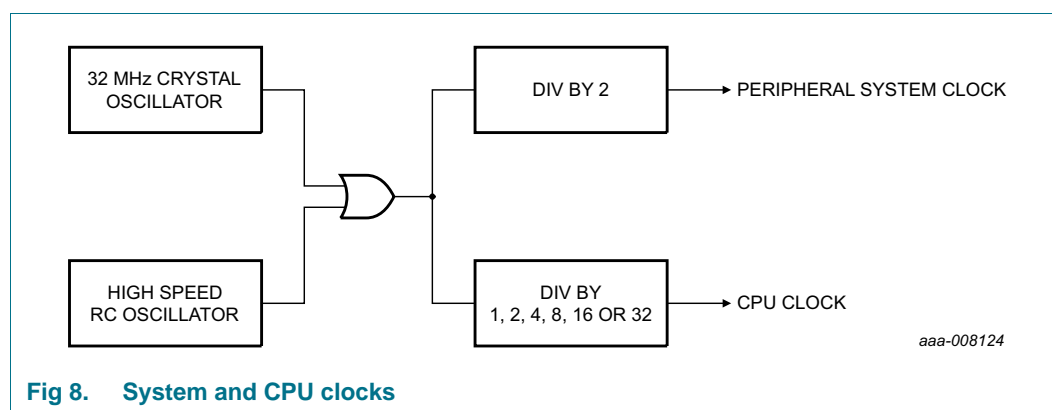 32 MHz CRYSTAL
OSCILLATOR
DIV BY 2
PERIPHERAL SYSTEM CLOCK
HIGH SPEED
RC OSCILLATOR
DIV BY
1, 2, 4, 8, 16 OR 32
CPU CLOCK
aaa-008124
Fig 8. System and CPU clocks